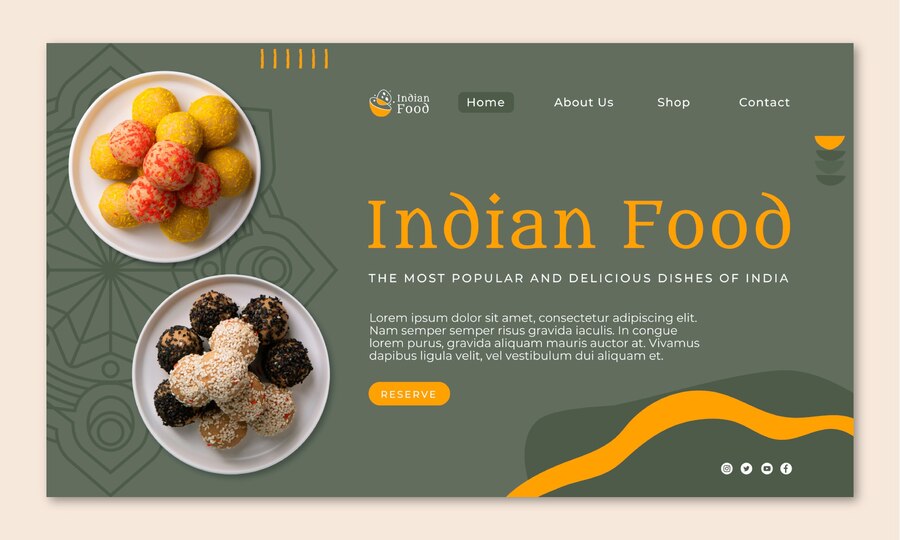 Indian
Food
Home
About Us
Shop
Contact
Indian Food
THE MOST POPULAR AND DELICIOUS DISHES OF INDIA
Lorem ipsum dolor sit amet, consectetur adipiscing elit.
Nam semper semper risus gravida iaculis. In congue
lorem purus, gravida aliquam mauris auctor at. Vivamus
dapibus ligula velit, vel vestibulum dui aliquam et.
RESERVE